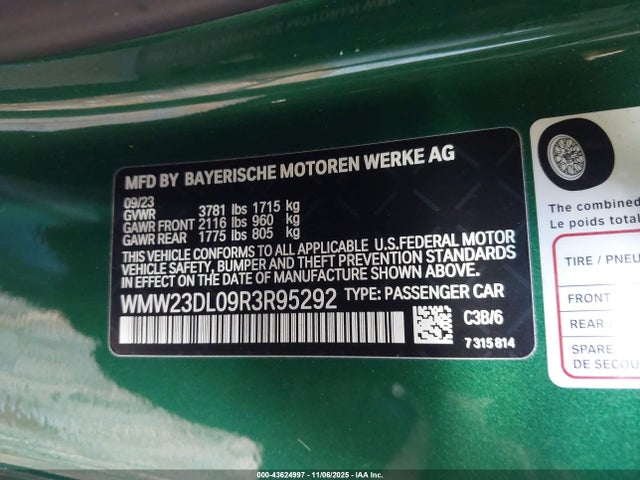 MFD BY BAYERISCHE MOTOREN WERKE AG
09/23
GVWR 3781 lbs 1715 kg
GAWR FRONT 2116 lbs 960 kg
GAWR REAR 1775 lbs 805 kg
THIS VEHICLE CONFORMS TO ALL APPLICABLE U.S.FEDERAL MOTOR
VEHICLE SAFETY, BUMPER AND THEFT PREVENTION STANDARDS
IN EFFECT ON THE DATE OF MANUFACTURE SHOWN ABOVE.
WMW23DL09R3R95292 TYPE: PASSENGER CAR
C3B/6
7 315 814
The combined
Le poids total
TIRE / PNEU
FRONT
REAR /
SPARE
DE SECOU
000-43624997 - 11/06/2025 - IAA Inc.